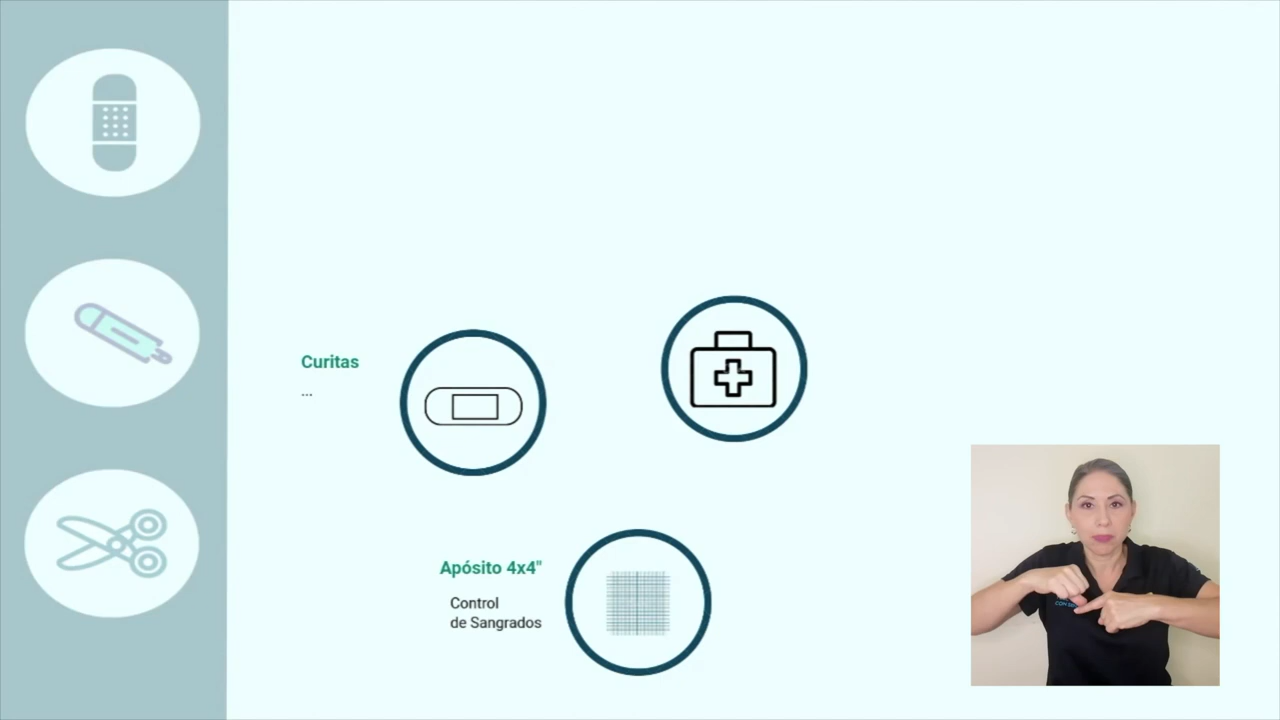 Curitas
...
Apósito 4x4"
Control
de Sangrados